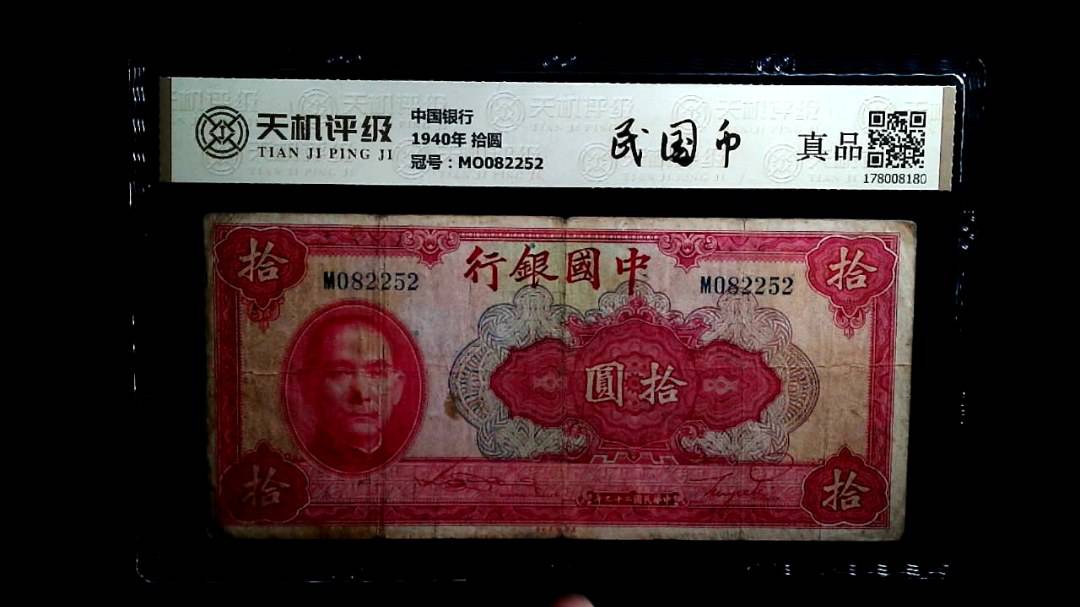 天机评级
TIAN JI PING JI
中国银行
1940年 拾圆
冠号：MO082252
民国币
真品
178008180
行銀國中
拾
拾
M082252
M082252
圓拾
拾
拾